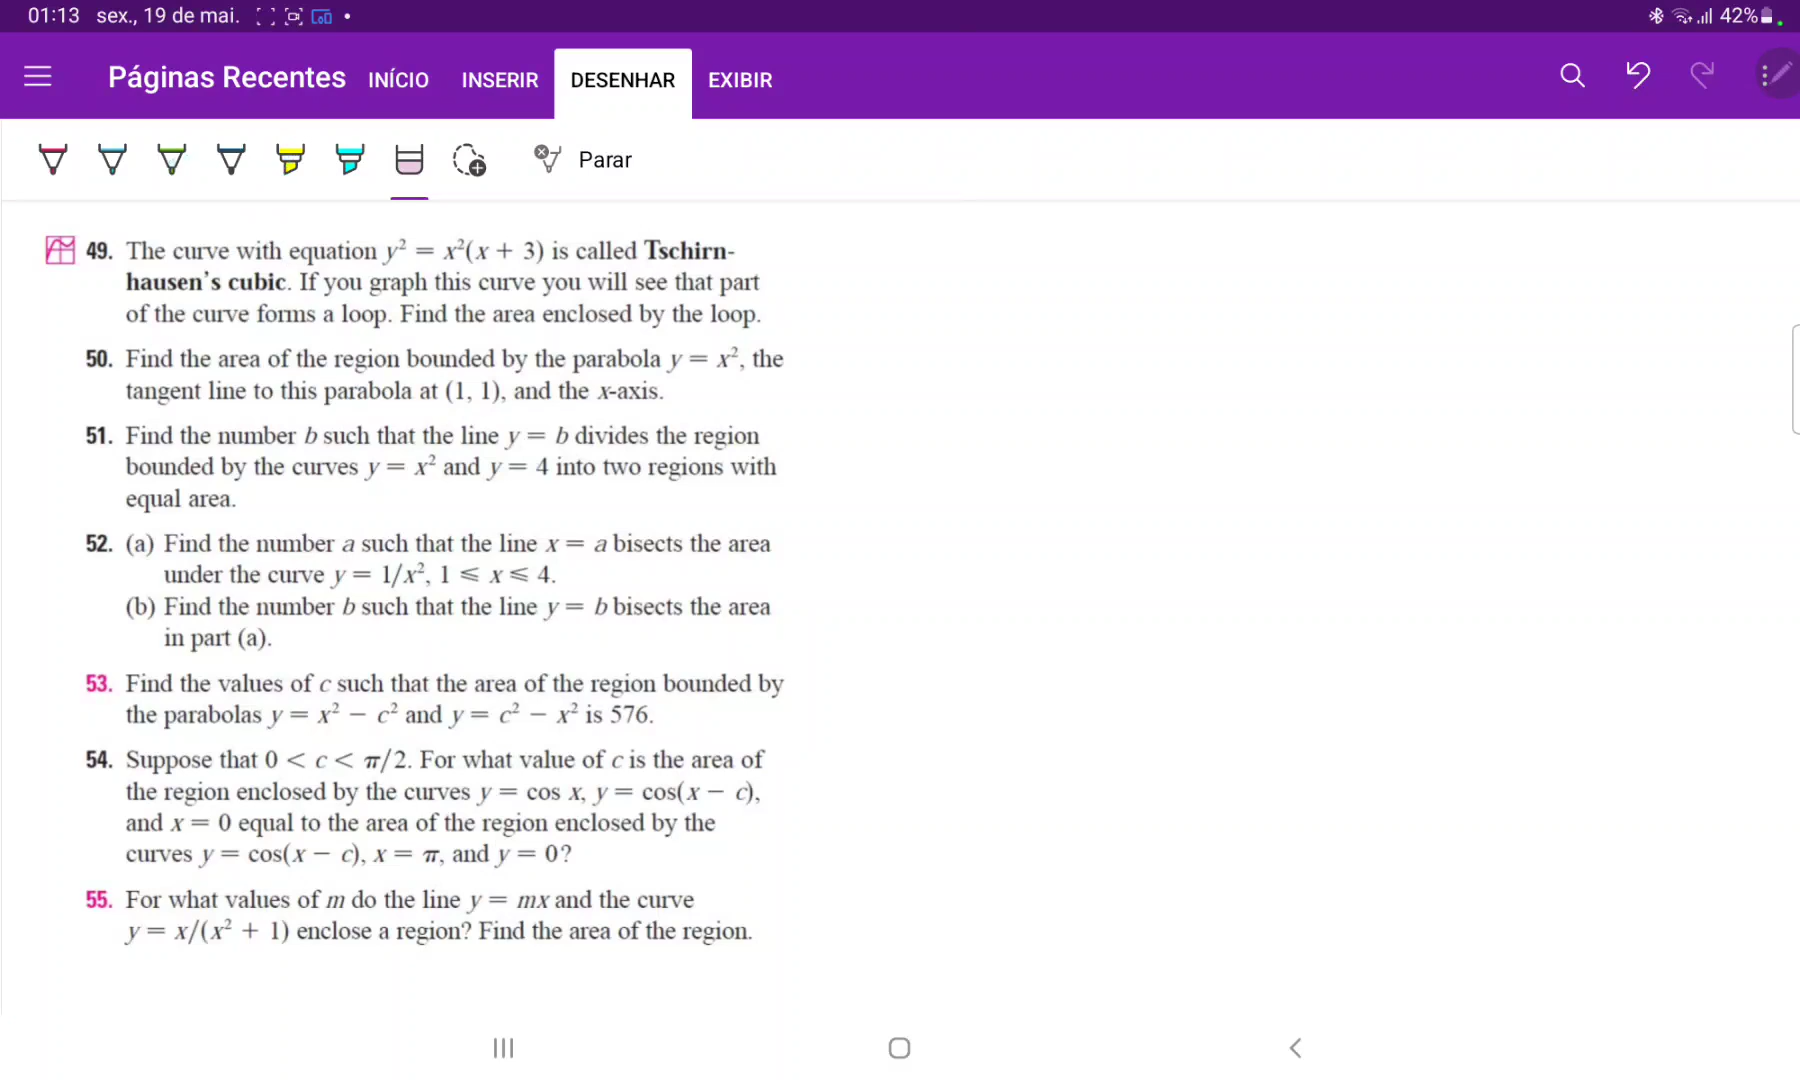 01:13 sex., 19 de mai. 42%
Páginas Recentes INÍCIO INSERIR DESENHAR EXIBIR
Parar
49. The curve with equation y² = x²(x + 3) is called Tschirn-
hausen's cubic. If you graph this curve you will see that part
of the curve forms a loop. Find the area enclosed by the loop.
50. Find the area of the region bounded by the parabola y = x², the
tangent line to this parabola at (1, 1), and the x-axis.
51. Find the number b such that the line y = b divides the region
bounded by the curves y = x² and y = 4 into two regions with
equal area.
52. (a) Find the number a such that the line x = a bisects the area
under the curve y = 1/x², 1 ⩽ x ⩽ 4.
(b) Find the number b such that the line y = b bisects the area
in part (a).
53. Find the values of c such that the area of the region bounded by
the parabolas y = x² − c² and y = c² − x² is 576.
54. Suppose that 0 < c < π/2. For what value of c is the area of
the region enclosed by the curves y = cos x, y = cos(x − c),
and x = 0 equal to the area of the region enclosed by the
curves y = cos(x − c), x = π, and y = 0?
55. For what values of m do the line y = mx and the curve
y = x/(x² + 1) enclose a region? Find the area of the region.